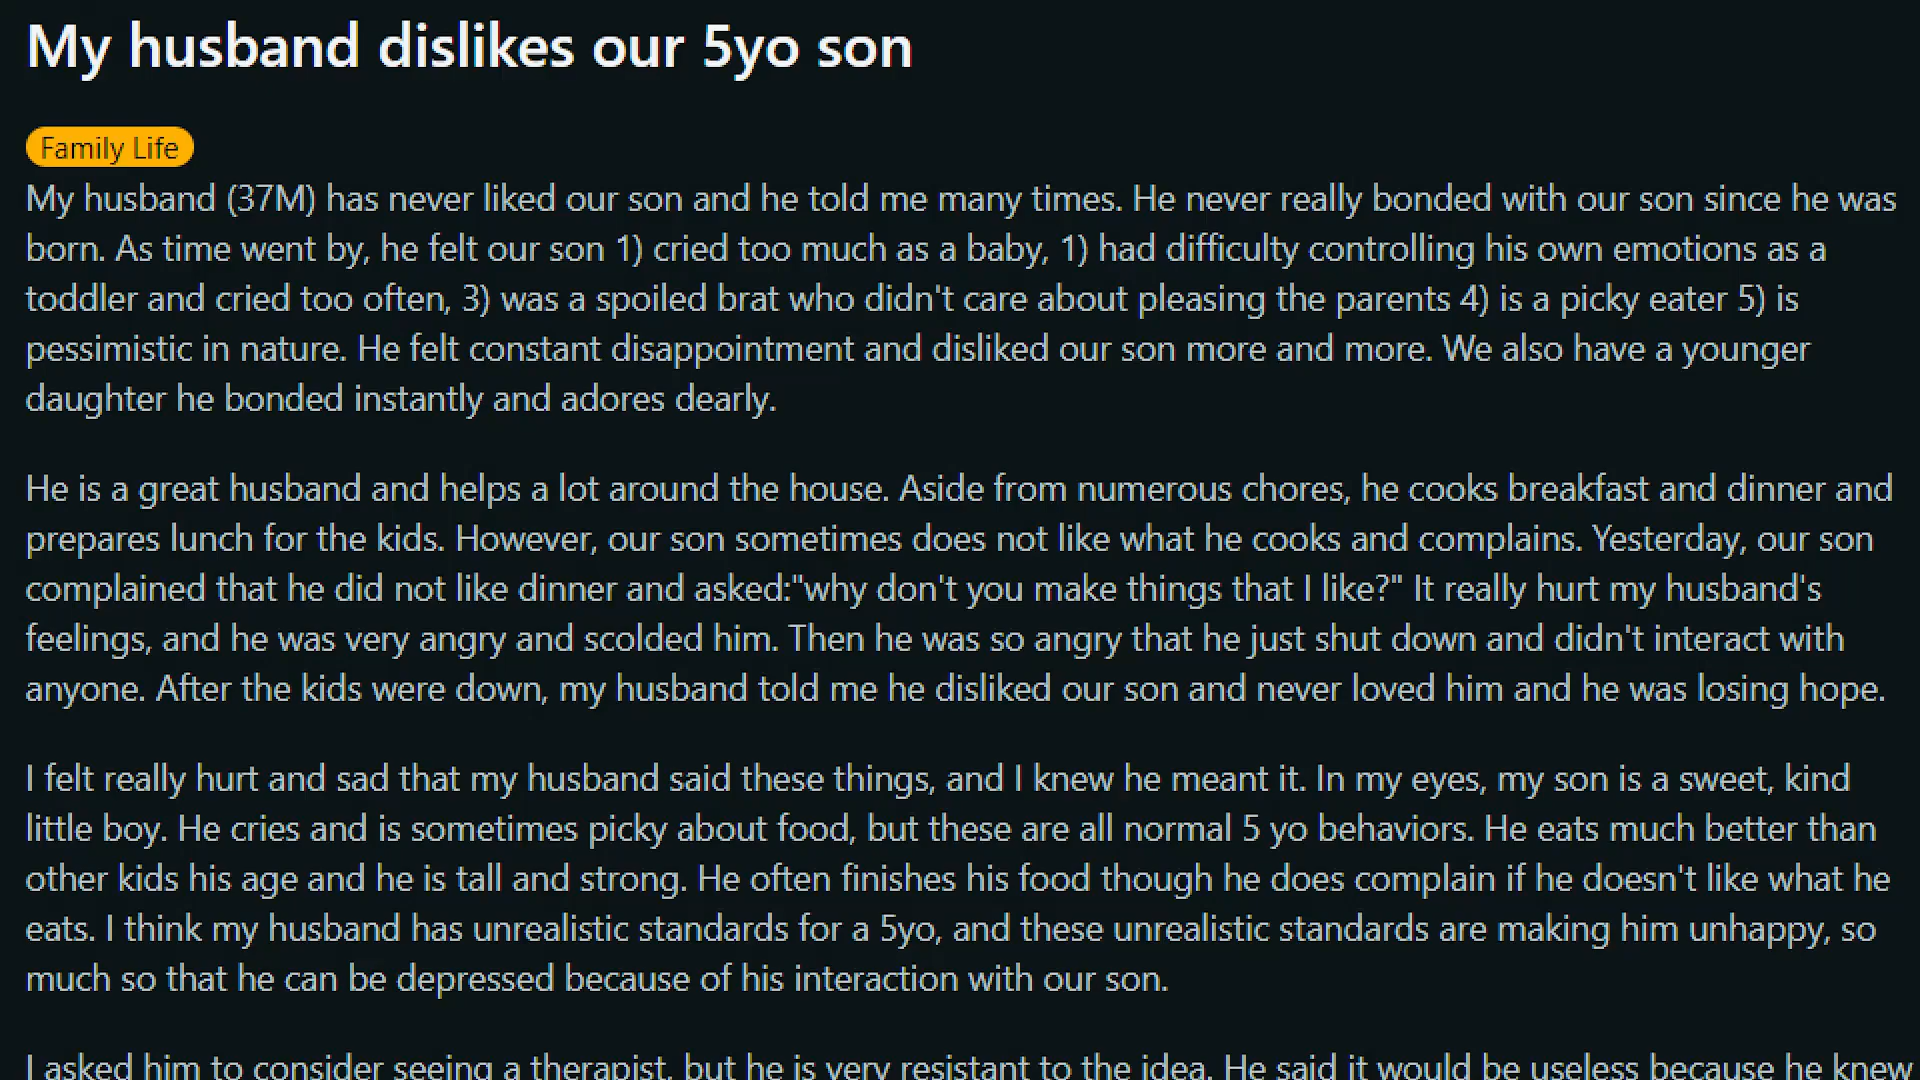 My husband dislikes our 5yo son
Family Life
My husband (37M) has never liked our son and he told me many times. He never really bonded with our son since he was
born. As time went by, he felt our son 1) cried too much as a baby, 1) had difficulty controlling his own emotions as a
toddler and cried too often, 3) was a spoiled brat who didn't care about pleasing the parents 4) is a picky eater 5) is
pessimistic in nature. He felt constant disappointment and disliked our son more and more. We also have a younger
daughter he bonded instantly and adores dearly.
He is a great husband and helps a lot around the house. Aside from numerous chores, he cooks breakfast and dinner and
prepares lunch for the kids. However, our son sometimes does not like what he cooks and complains. Yesterday, our son
complained that he did not like dinner and asked:"why don't you make things that I like?" It really hurt my husband's
feelings, and he was very angry and scolded him. Then he was so angry that he just shut down and didn't interact with
anyone. After the kids were down, my husband told me he disliked our son and never loved him and he was losing hope.
I felt really hurt and sad that my husband said these things, and I knew he meant it. In my eyes, my son is a sweet, kind
little boy. He cries and is sometimes picky about food, but these are all normal 5 yo behaviors. He eats much better than
other kids his age and he is tall and strong. He often finishes his food though he does complain if he doesn't like what he
eats. I think my husband has unrealistic standards for a 5yo, and these unrealistic standards are making him unhappy, so
much so that he can be depressed because of his interaction with our son.
I asked him to consider seeing a therapist, but he is very resistant to the idea. He said it would be useless because he knew